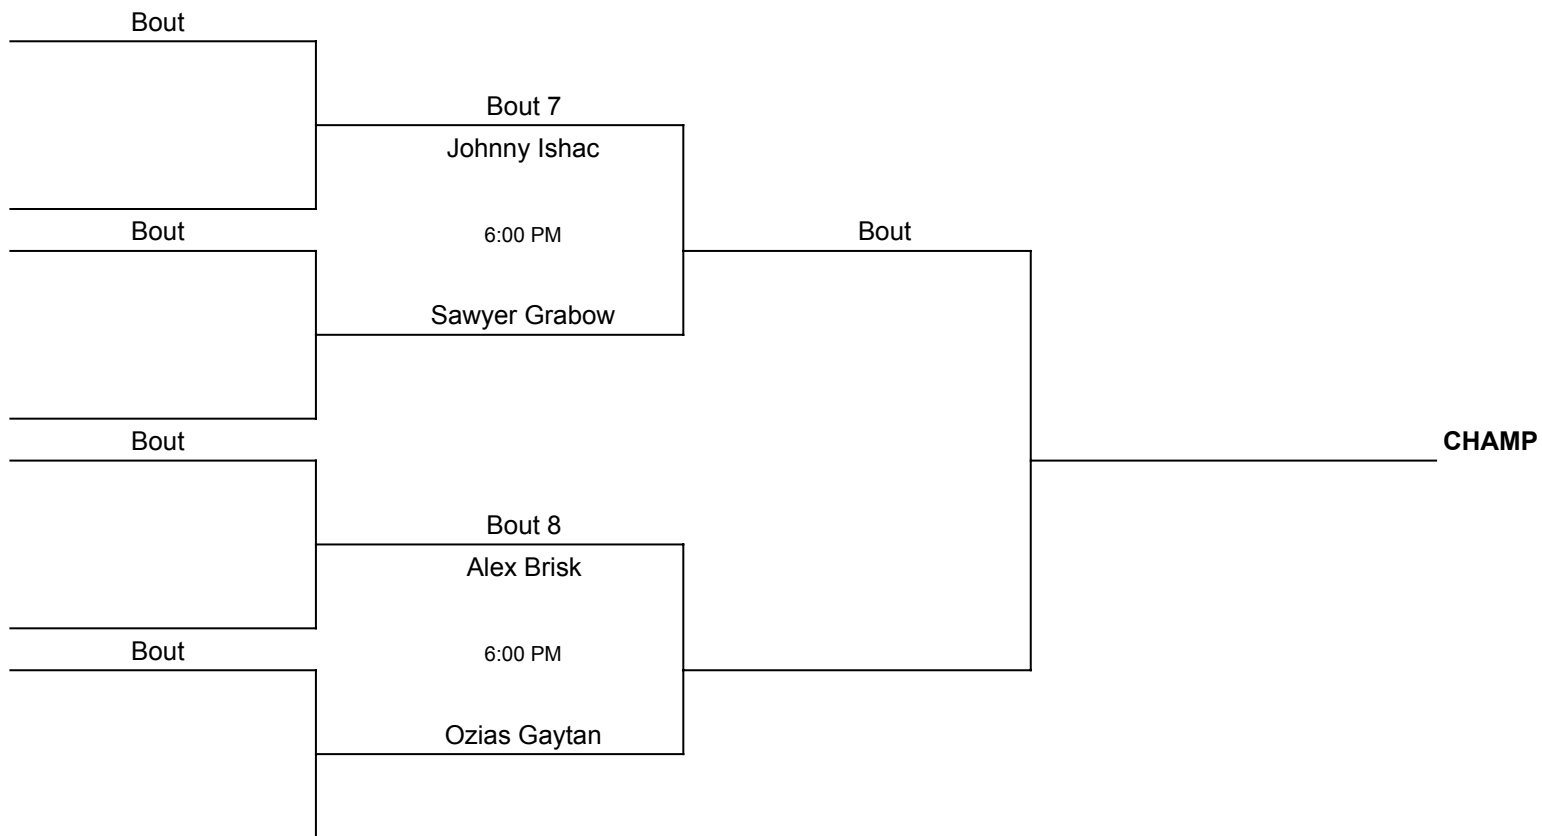 Bout
Bout 7
Johnny Ishac
Bout
6:00 PM
Bout
Sawyer Grabow
Bout
CHAMP
Bout 8
Alex Brisk
Bout
6:00 PM
Ozias Gaytan